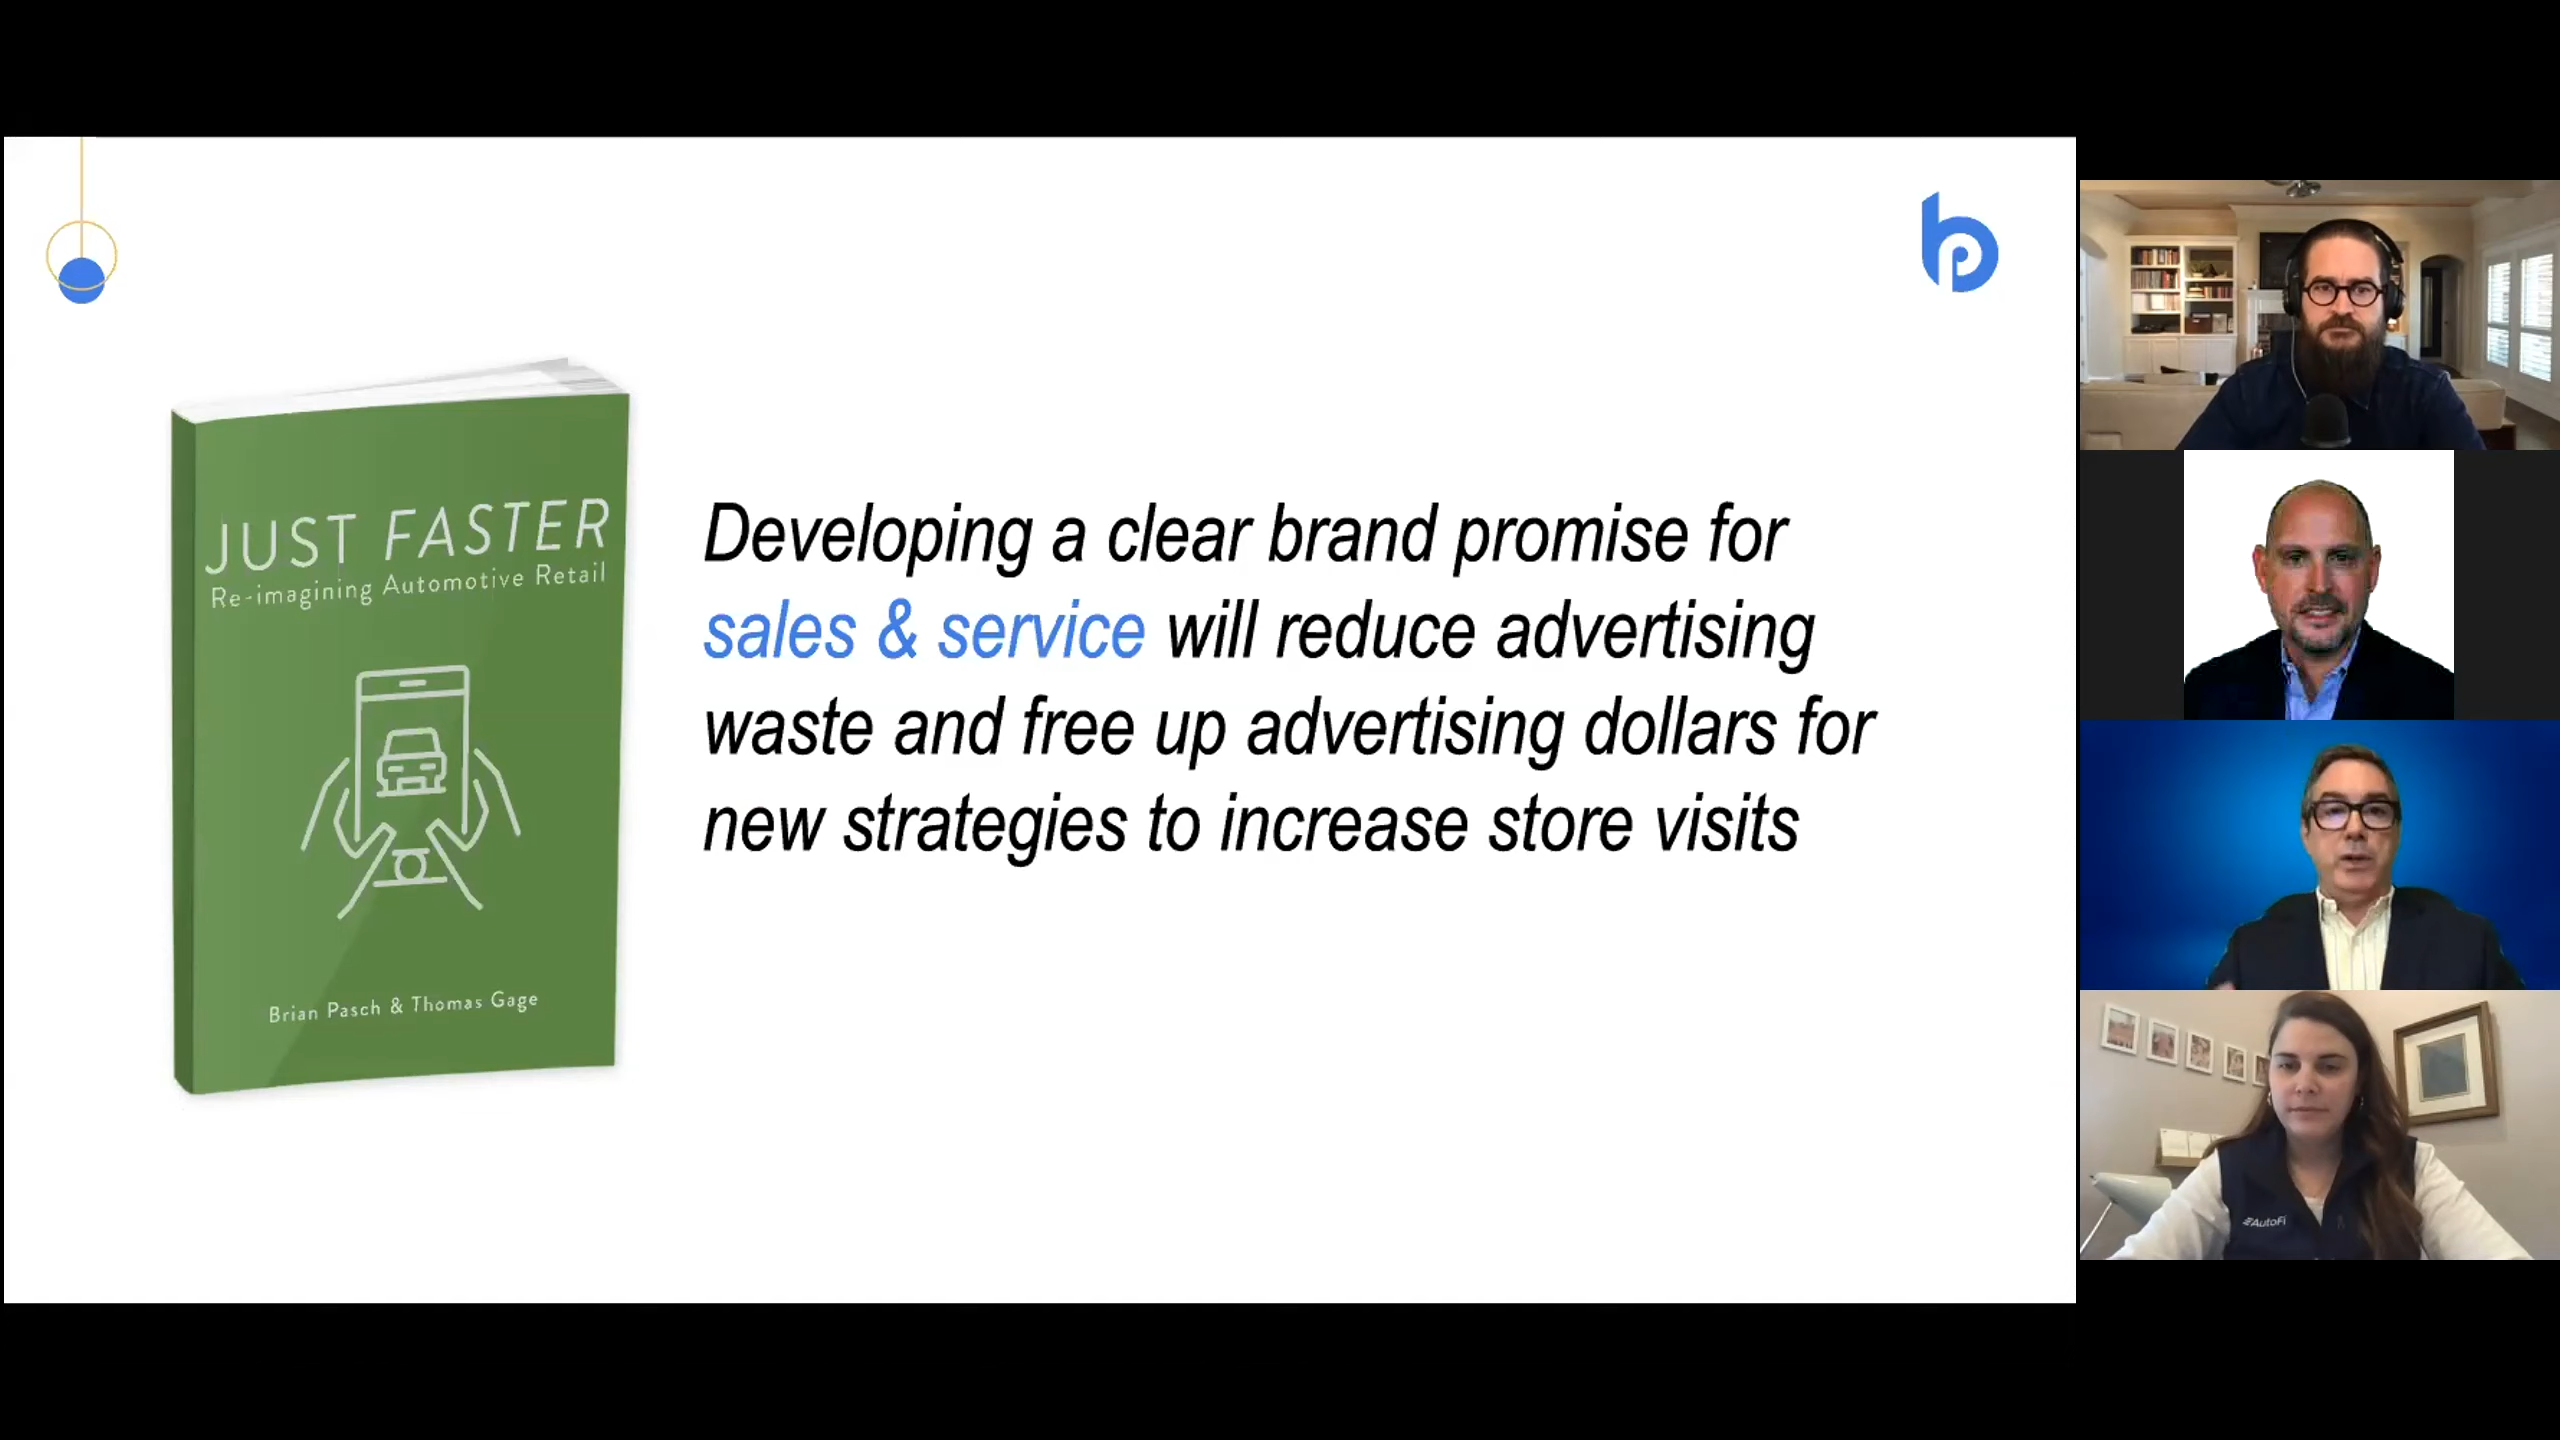 JUST FASTER
Re-imagining Automotive Retail
Brian Pasch & Thomas Gage
Developing a clear brand promise for
sales & service will reduce advertising
waste and free up advertising dollars for
new strategies to increase store visits
bp
AutoFi